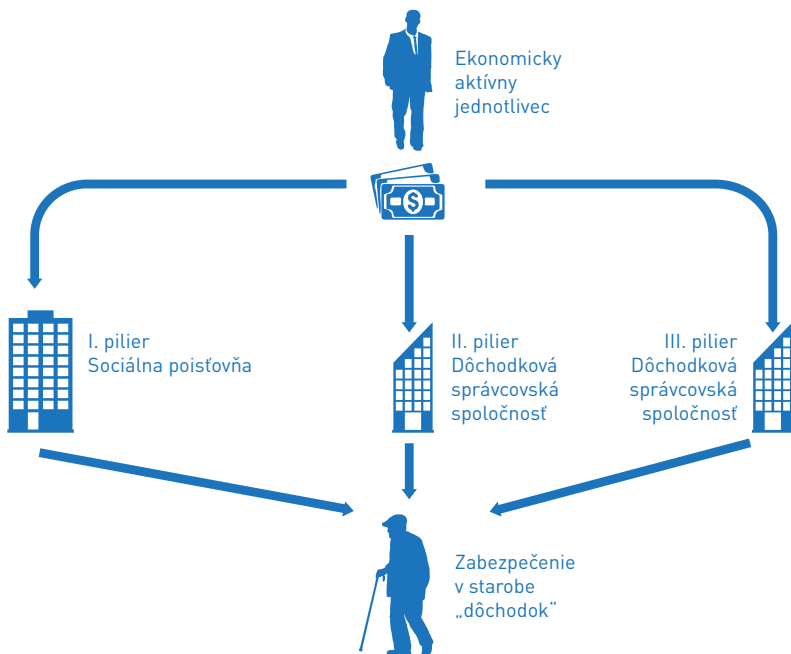 Ekonomicky
aktívny
jednotlivec
$
I. pilier
Sociálna poisťovňa
II. pilier
Dôchodková
správcovská
spoločnosť
III. pilier
Dôchodková
správcovská
spoločnosť
Zabezpečenie
v starobe
„dôchodok“